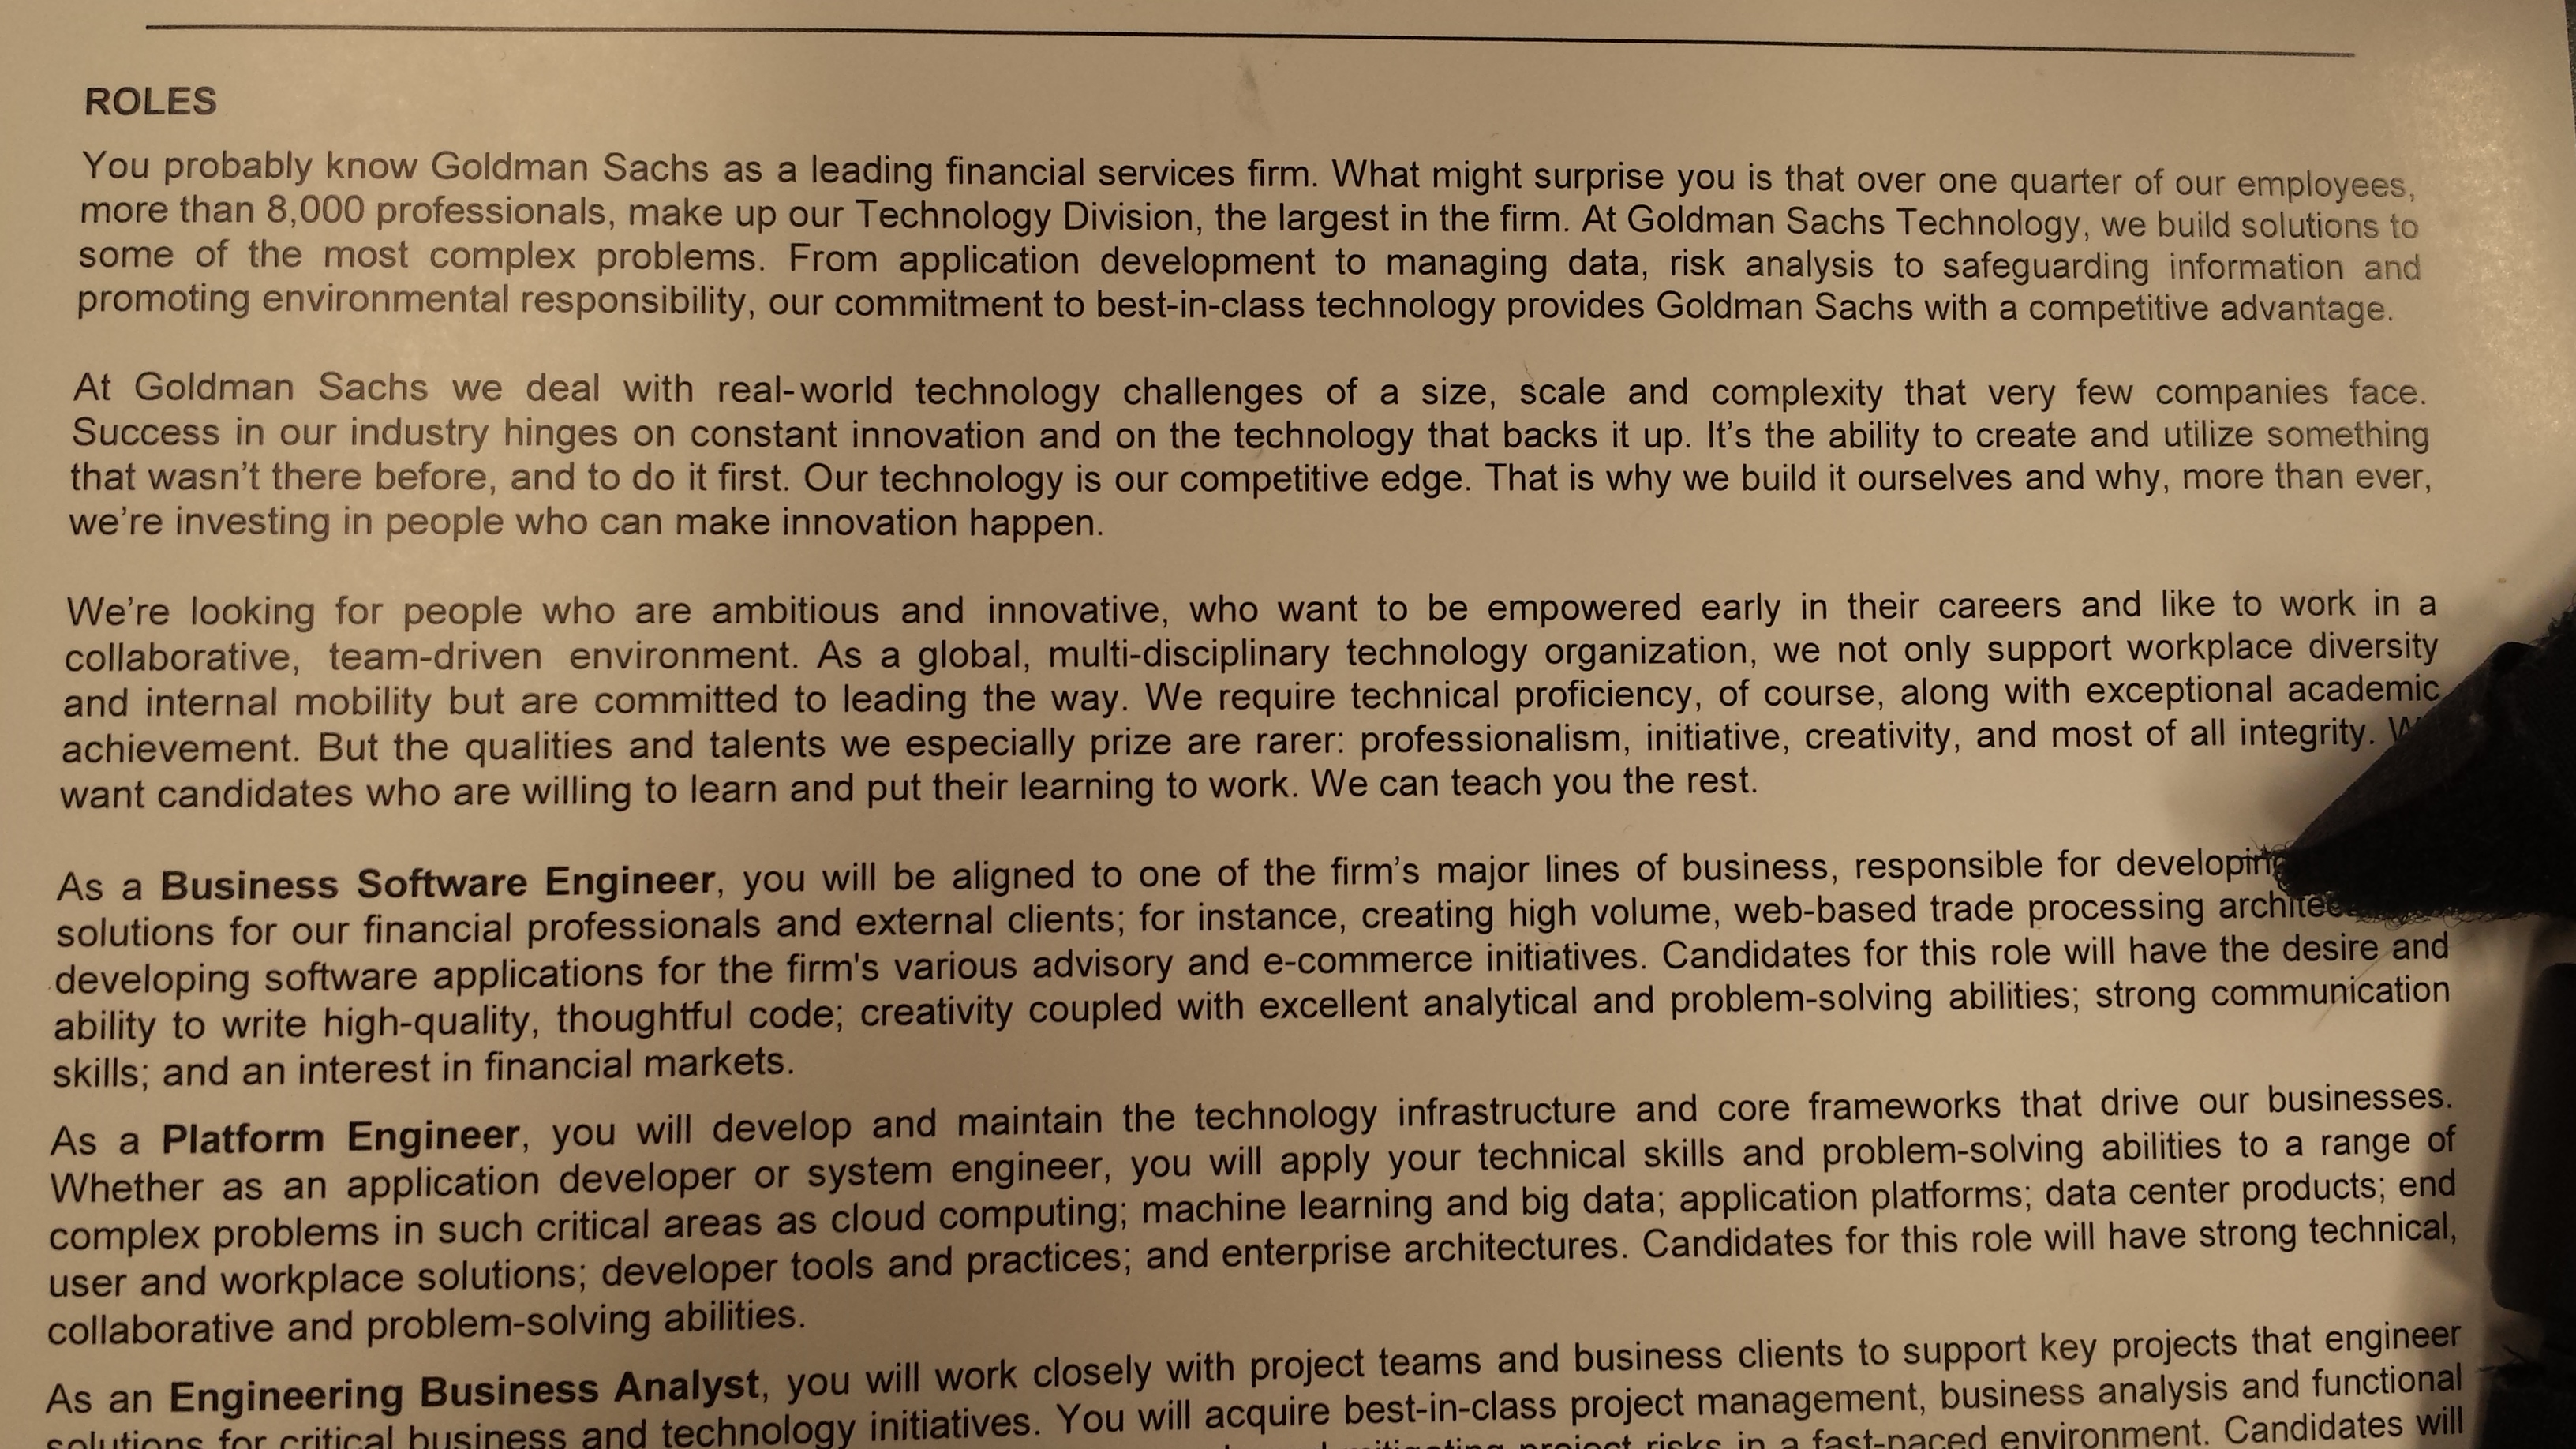 ROLES
You probably know Goldman Sachs as a leading financial services firm. What might surprise you is that over one quarter of our employees,
more than 8,000 professionals, make up our Technology Division, the largest in the firm. At Goldman Sachs Technology, we build solutions to
some of the most complex problems. From application development to managing data, risk analysis to safeguarding information and
promoting environmental responsibility, our commitment to best-in-class technology provides Goldman Sachs with a competitive advantage.
At Goldman Sachs we deal with real-world technology challenges of a size, scale and complexity that very few companies face.
Success in our industry hinges on constant innovation and on the technology that backs it up. It's the ability to create and utilize something
that wasn't there before, and to do it first. Our technology is our competitive edge. That is why we build it ourselves and why, more than ever,
we're investing in people who can make innovation happen.
We're looking for people who are ambitious and innovative, who want to be empowered early in their careers and like to work in a
collaborative, team-driven environment. As a global, multi-disciplinary technology organization, we not only support workplace diversity
and internal mobility but are committed to leading the way. We require technical proficiency, of course, along with exceptional academic
achievement. But the qualities and talents we especially prize are rarer: professionalism, initiative, creativity, and most of all integrity.
want candidates who are willing to learn and put their learning to work. We can teach you the rest.
As a Business Software Engineer, you will be aligned to one of the firm's major lines of business, responsible for developing
solutions for our financial professionals and external clients; for instance, creating high volume, web-based trade processing
developing software applications for the firm's various advisory and e-commerce initiatives. Candidates for this role will have the desire and
ability to write high-quality, thoughtful code; creativity coupled with excellent analytical and problem-solving abilities; strong communication
skills; and an interest in financial markets.
As a Platform Engineer, you will develop and maintain the technology infrastructure and core frameworks that drive our businesses.
Whether as an application developer or system engineer, you will apply your technical skills and problem-solving abilities to a range of
complex problems in such critical areas as cloud computing; machine learning and big data; application platforms; data center products; end
user and workplace solutions; developer tools and practices; and enterprise architectures. Candidates for this role will have strong technical,
collaborative and problem-solving abilities.
As an Engineering Business Analyst, you will work closely with project teams and business clients to support key projects that engineer
solutions for critical business and technology initiatives. You will acquire best-in-class project management, business analysis and functional
project risks in a fast-paced environment. Candidates will